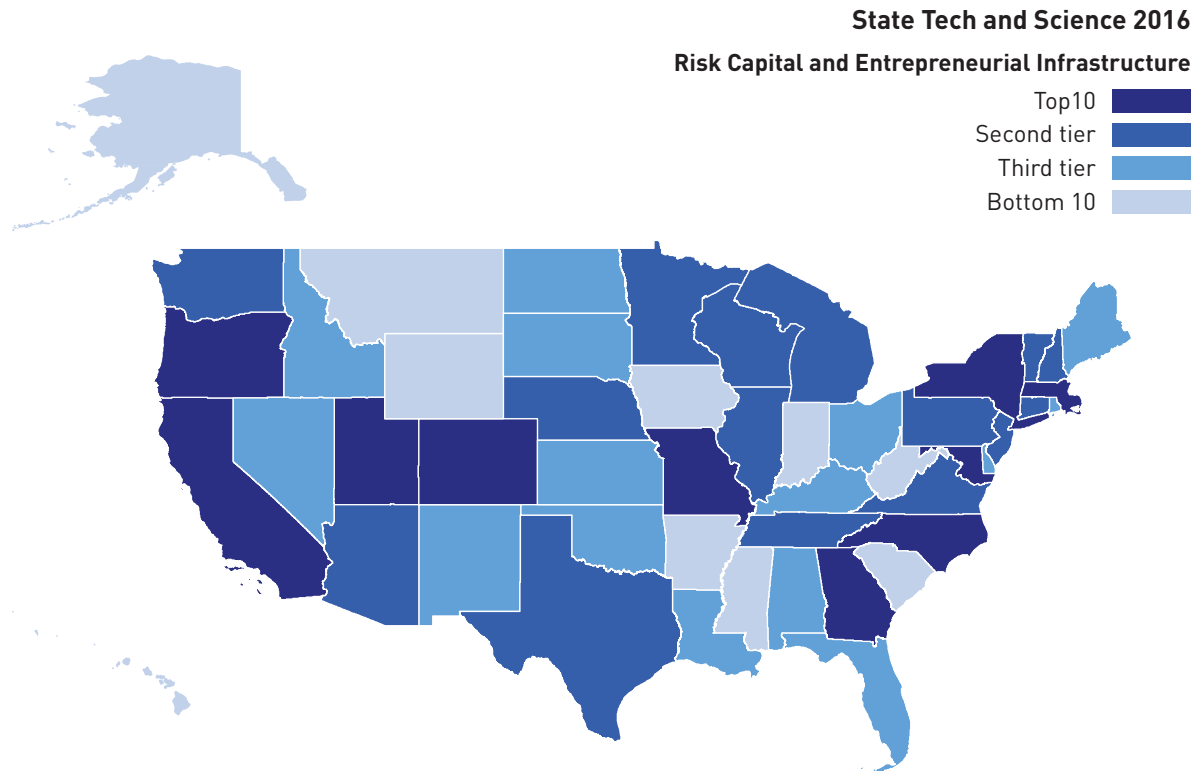 State Tech and Science 2016
Risk Capital and Entrepreneurial Infrastructure
Top10
Second tier
Third tier
Bottom 10